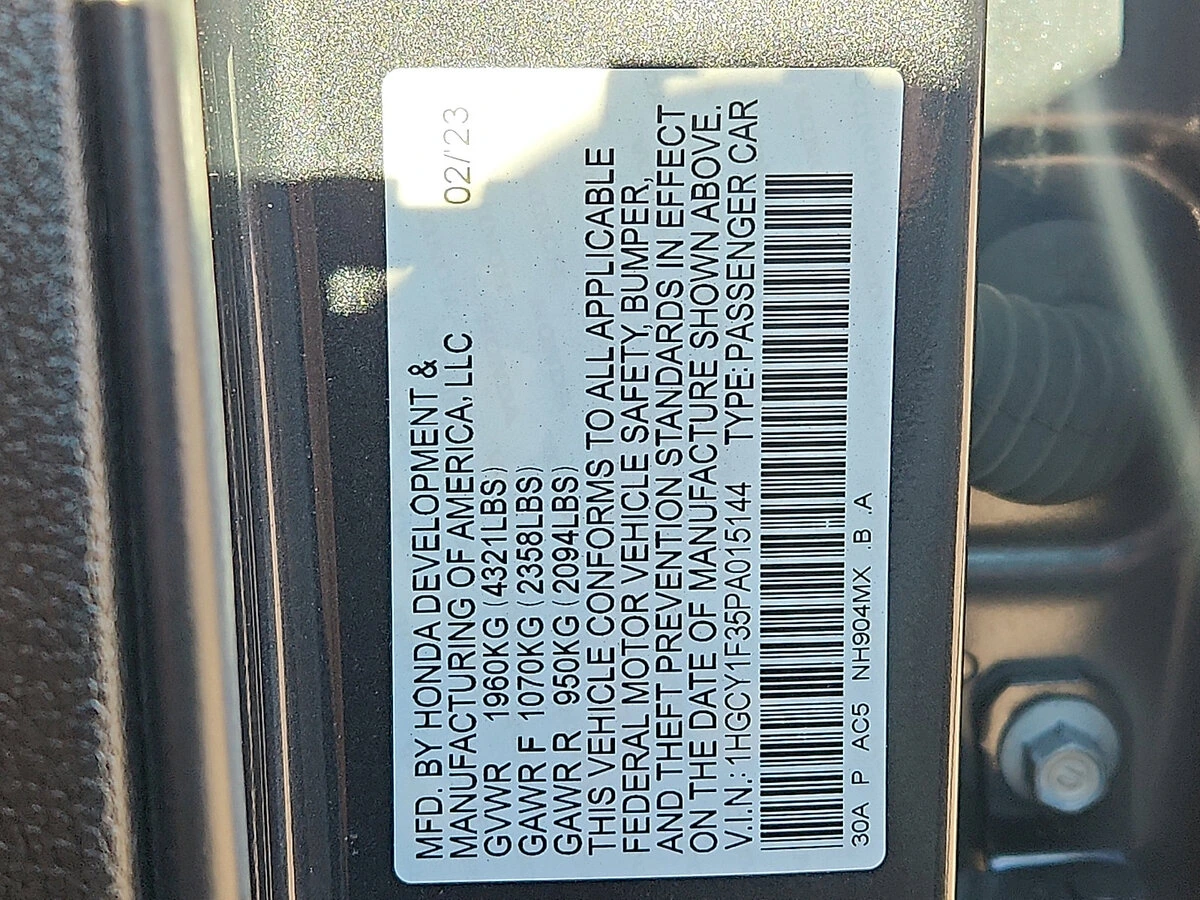 MFD. BY HONDA DEVELOPMENT &
MANUFACTURING OF AMERICA, LLC 02/'23
GVWR 1960KG (4321LBS)
GAWR F 1070KG (2358LBS)
GAWR R 950KG (2094LBS)
THIS VEHICLE CONFORMS TO ALL APPLICABLE
FEDERAL MOTOR VEHICLE SAFETY, BUMPER,
AND THEFT PREVENTION STANDARDS IN EFFECT
ON THE DATE OF MANUFACTURE SHOWN ABOVE.
V.I.N.: 1HGCY1F35PA015144 TYPE: PASSENGER CAR
30A P AC5 NH904MX .B .A